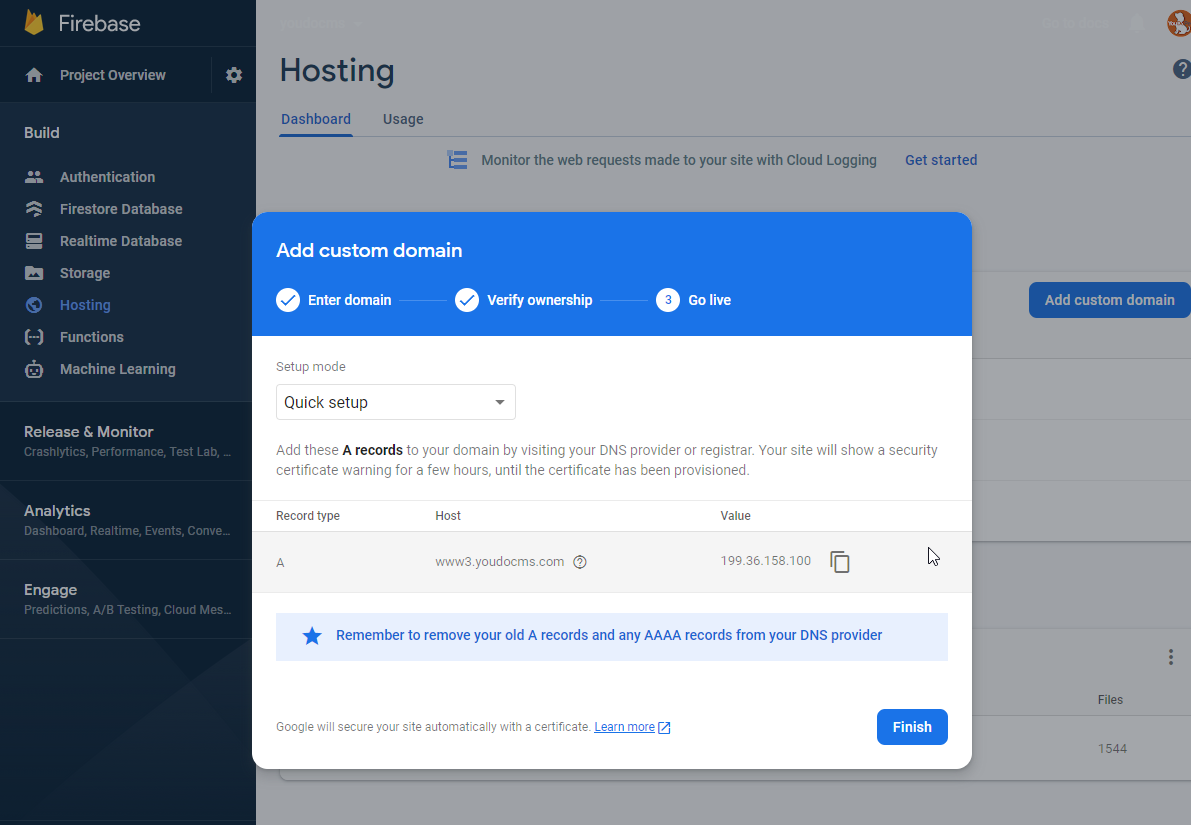 Firebase
Project Overview
Build
Authentication
Firestore Database
Realtime Database
Storage
Hosting
Functions
Machine Learning
Release & Monitor
Crashlytics, Performance, Test Lab, ...
Analytics
Dashboard, Realtime, Events, Conve...
Engage
Predictions, A/B Testing, Cloud Mes...
Hosting
Dashboard Usage
Monitor the web requests made to your site with Cloud Logging Get started
Add custom domain
Add custom domain
Enter domain Verify ownership 3 Go live
Setup mode
Quick setup
Add these A records to your domain by visiting your DNS provider or registrar. Your site will show a security
certificate warning for a few hours, until the certificate has been provisioned.
Record type Host Value
A www3.youdocms.com 199.36.158.100
Remember to remove your old A records and any AAAA records from your DNS provider
Google will secure your site automatically with a certificate. Learn more
Finish
Files
1544